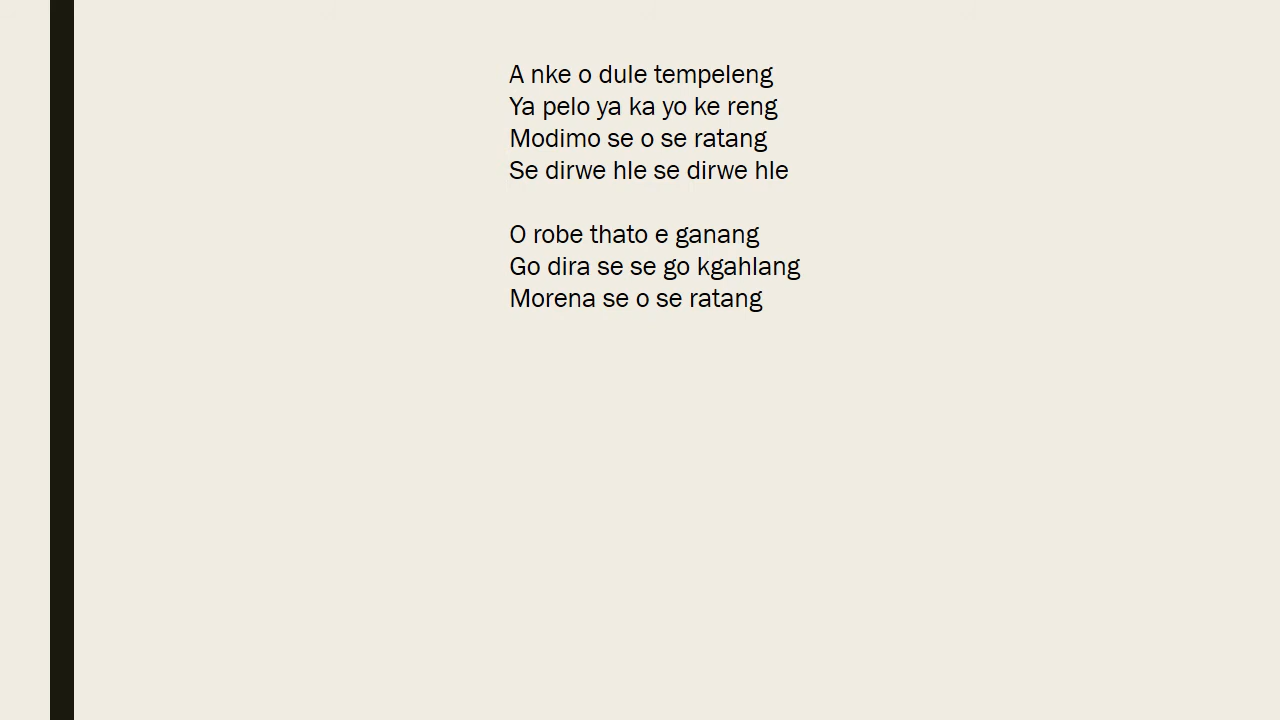 A nke o dule tempeleng
Ya pelo ya ka yo ke reng
Modimo se o se ratang
Se dirwe hle se dirwe hle

O robe thato e ganang
Go dira se se go kgahlang
Morena se o se ratang